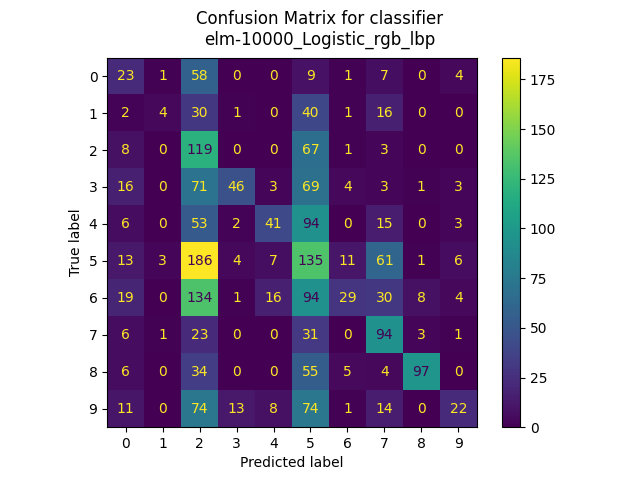 Confusion Matrix for classifier
elm-10000_Logistic_rgb_lbp
0 23 1 58 0 0 9 1 7 0 4
1 2 4 30 1 0 40 1 16 0 0
2 8 0 119 0 0 67 1 3 0 0
3 16 0 71 46 3 69 4 3 1 3
4 6 0 53 2 41 94 0 15 0 3
5 13 3 186 4 7 135 11 61 1 6
6 19 0 134 1 16 94 29 30 8 4
7 6 1 23 0 0 31 0 94 3 1
8 6 0 34 0 0 55 5 4 97 0
9 11 0 74 13 8 74 1 14 0 22
0 1 2 3 4 5 6 7 8 9
Predicted label
True label
175
150
125
100
75
50
25
0